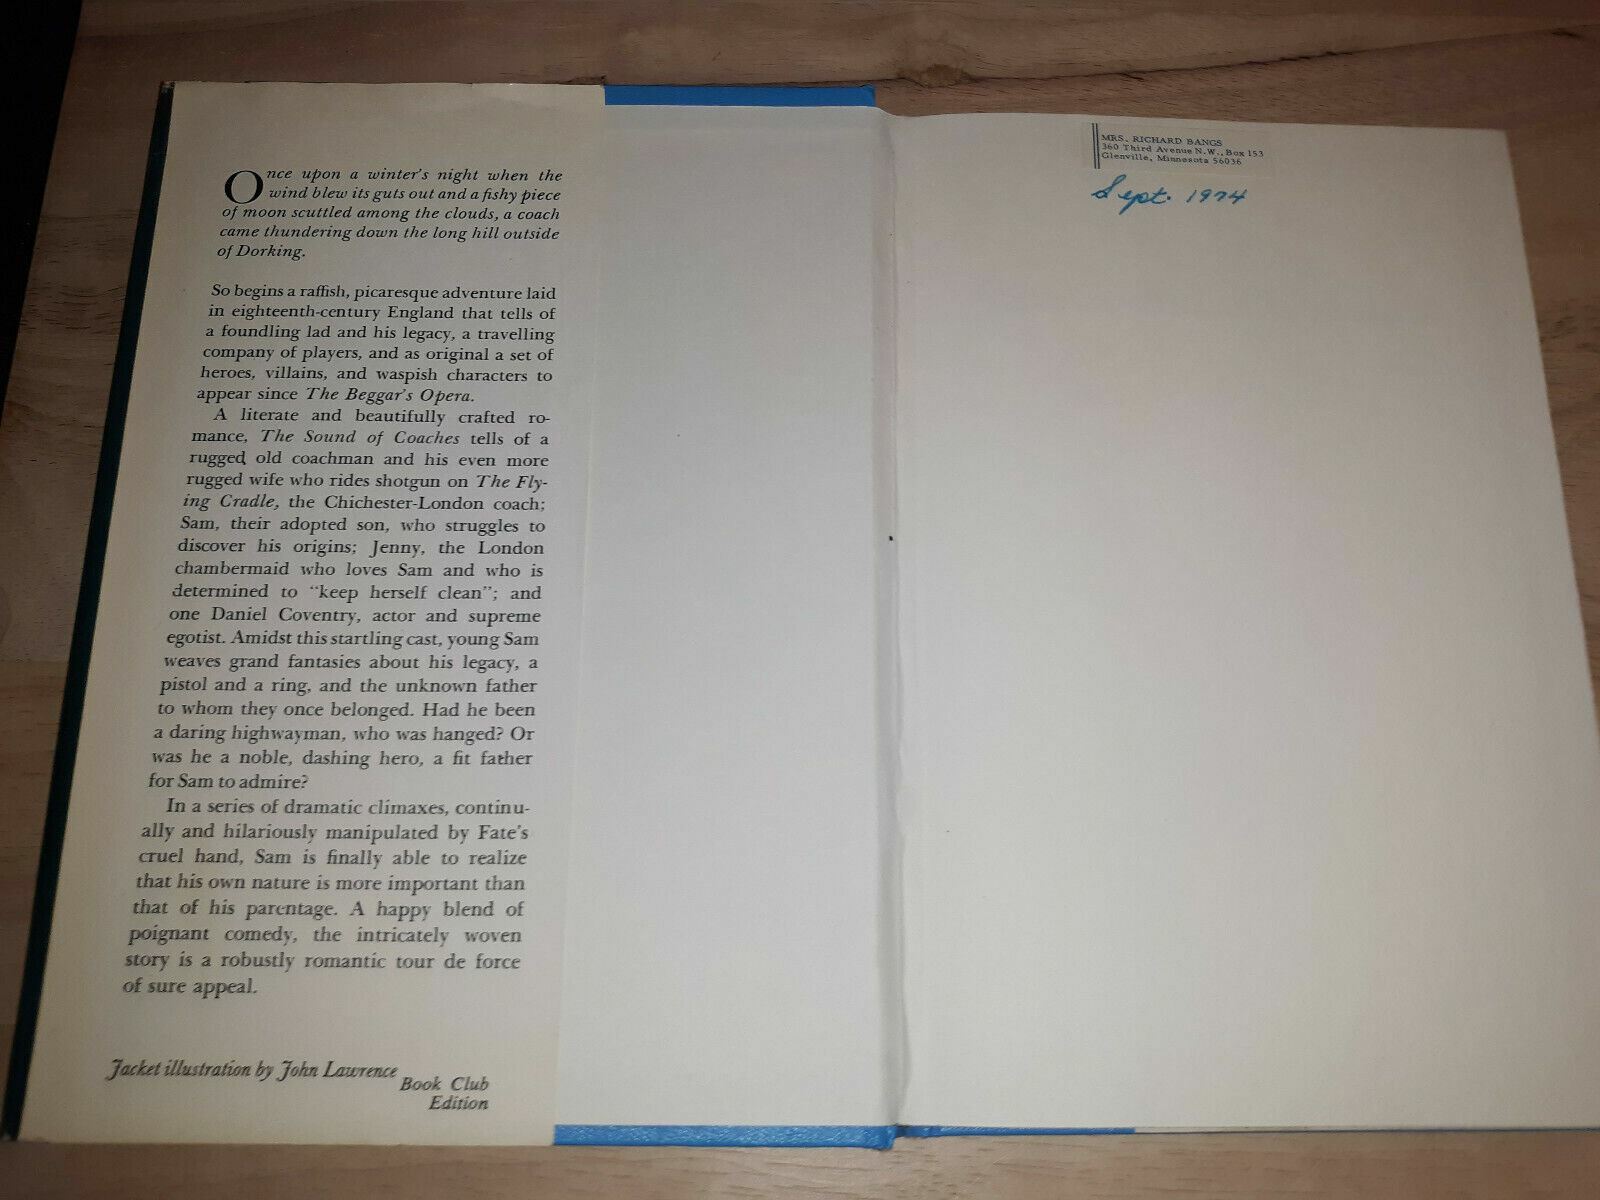 Once upon a winter's night when the
wind blew its guts out and a fishy piece
of moon scuttled among the clouds, a coach
came thundering down the long hill outside
of Dorking.
So begins a raffish, picaresque adventure laid
in eighteenth-century England that tells of
a foundling lad and his legacy, a travelling
company of players, and as original a set of
heroes, villains, and waspish characters to
appear since The Beggar's Opera.
A literate and beautifully crafted ro-
mance, The Sound of Coaches tells of a
rugged old coachman and his even more
rugged wife who rides shotgun on The Fly-
ing Cradle, the Chichester-London coach;
Sam, their adopted son, who struggles to
discover his origins; Jenny, the London
chambermaid who loves Sam and who is
determined to "keep herself clean"; and
one Daniel Coventry, actor and supreme
egotist. Amidst this startling cast, young Sam
weaves grand fantasies about his legacy, a
pistol and a ring, and the unknown father
to whom they once belonged. Had he been
a daring highwayman, who was hanged? Or
was he a noble, dashing hero, a fit father
for Sam to admire?
In a series of dramatic climaxes, continu-
ally and hilariously manipulated by Fate's
cruel hand, Sam is finally able to realize
that his own nature is more important than
that of his parentage. A happy blend of
poignant comedy, the intricately woven
story is a robustly romantic tour de force
of sure appeal.
Jacket illustration by John Lawrence
Book Club
Edition
MRS. RICHARD BANGS
360 Third Avenue N.W., Box 153
Glenville, Minnesota 56036
Sept. 1974